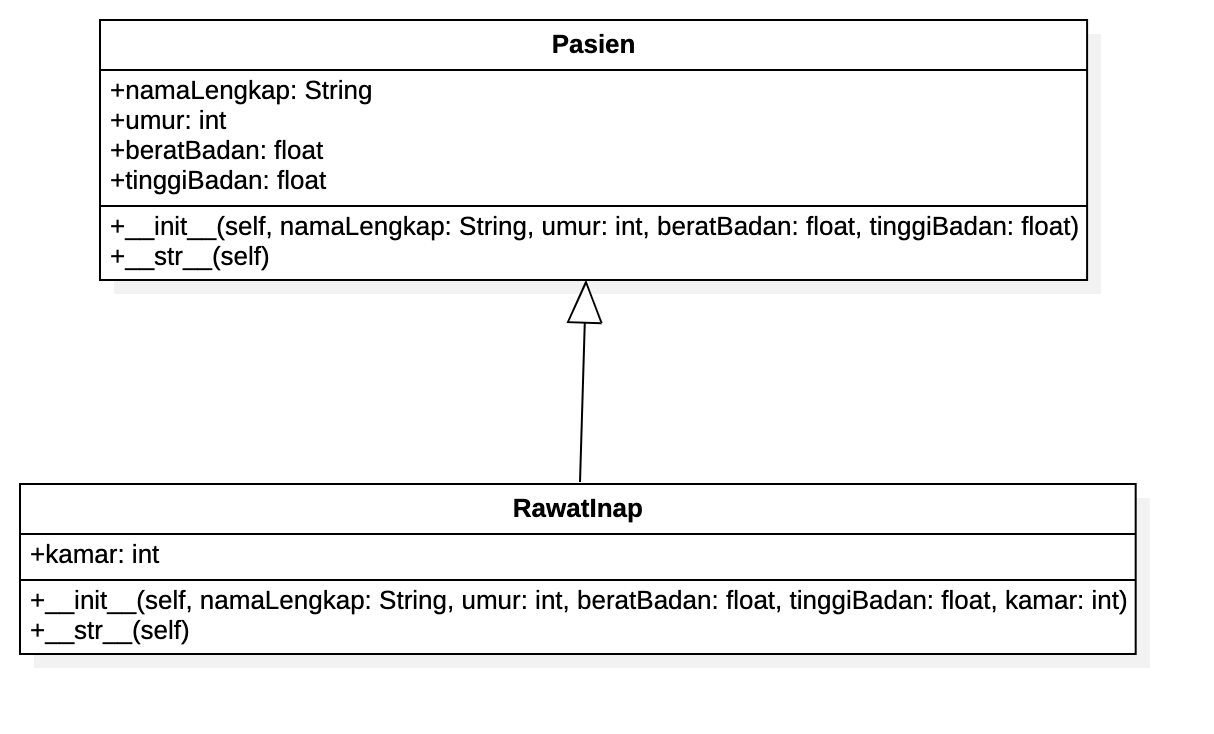 Pasien
+namaLengkap: String
+umur: int
+beratBadan: float
+tinggiBadan: float
+__init__(self, namaLengkap: String, umur: int, beratBadan: float, tinggiBadan: float)
+__str__(self)
RawatInap
+kamar: int
+__init__(self, namaLengkap: String, umur: int, beratBadan: float, tinggiBadan: float, kamar: int)
+__str__(self)